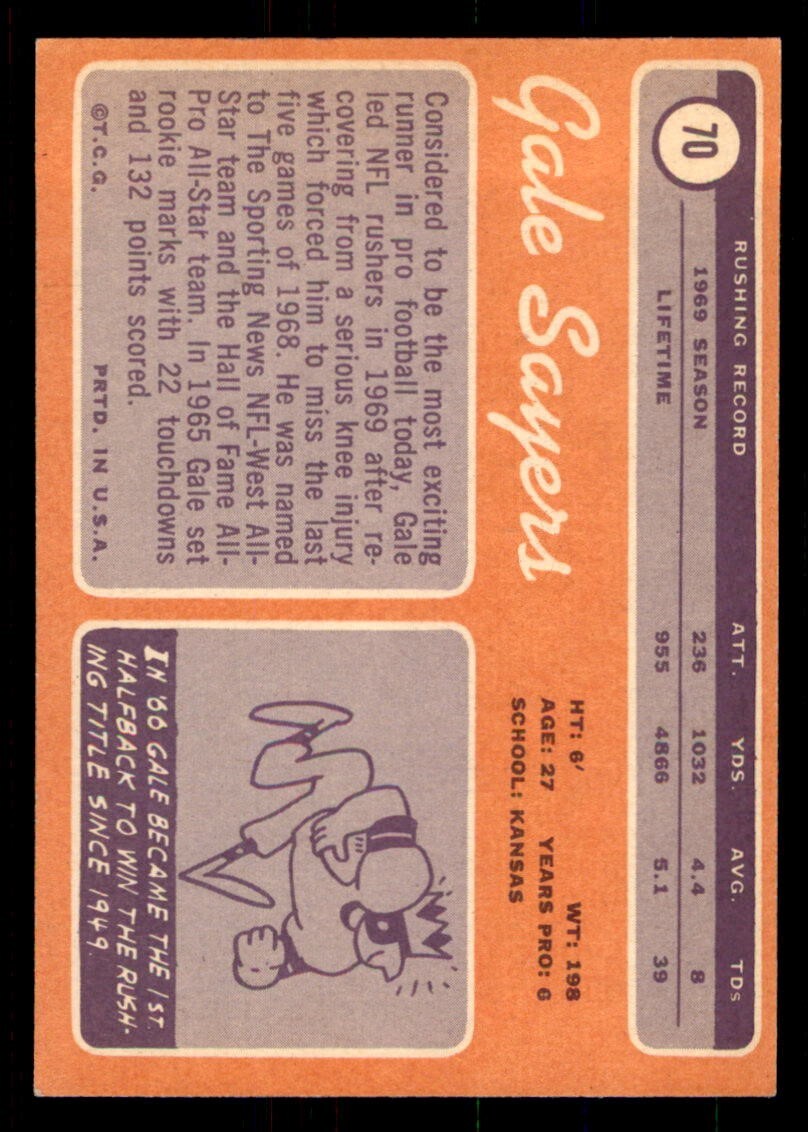 70
RUSHING RECORD ATT. YDS. AVG. TDs
1969 SEASON 236 1032 4.4 8
LIFETIME 955 4866 5.1 39
Gale Sayers
HT: 6' WT: 198
AGE: 27 YEARS PRO: 6
SCHOOL: KANSAS
Considered to be the most exciting
runner in pro football today, Gale
led NFL rushers in 1969 after re-
covering from a serious knee injury
which forced him to miss the last
five games of 1968. He was named
to The Sporting News NFL-West All-
Star team and the Hall of Fame All-
Pro All-Star team. In 1965 Gale set
rookie marks with 22 touchdowns
and 132 points scored.
©T.C.G. PRTD. IN U.S.A.
IN '66 GALE BECAME THE 1ST
HALFBACK TO WIN THE RUSH-
ING TITLE SINCE 1949.